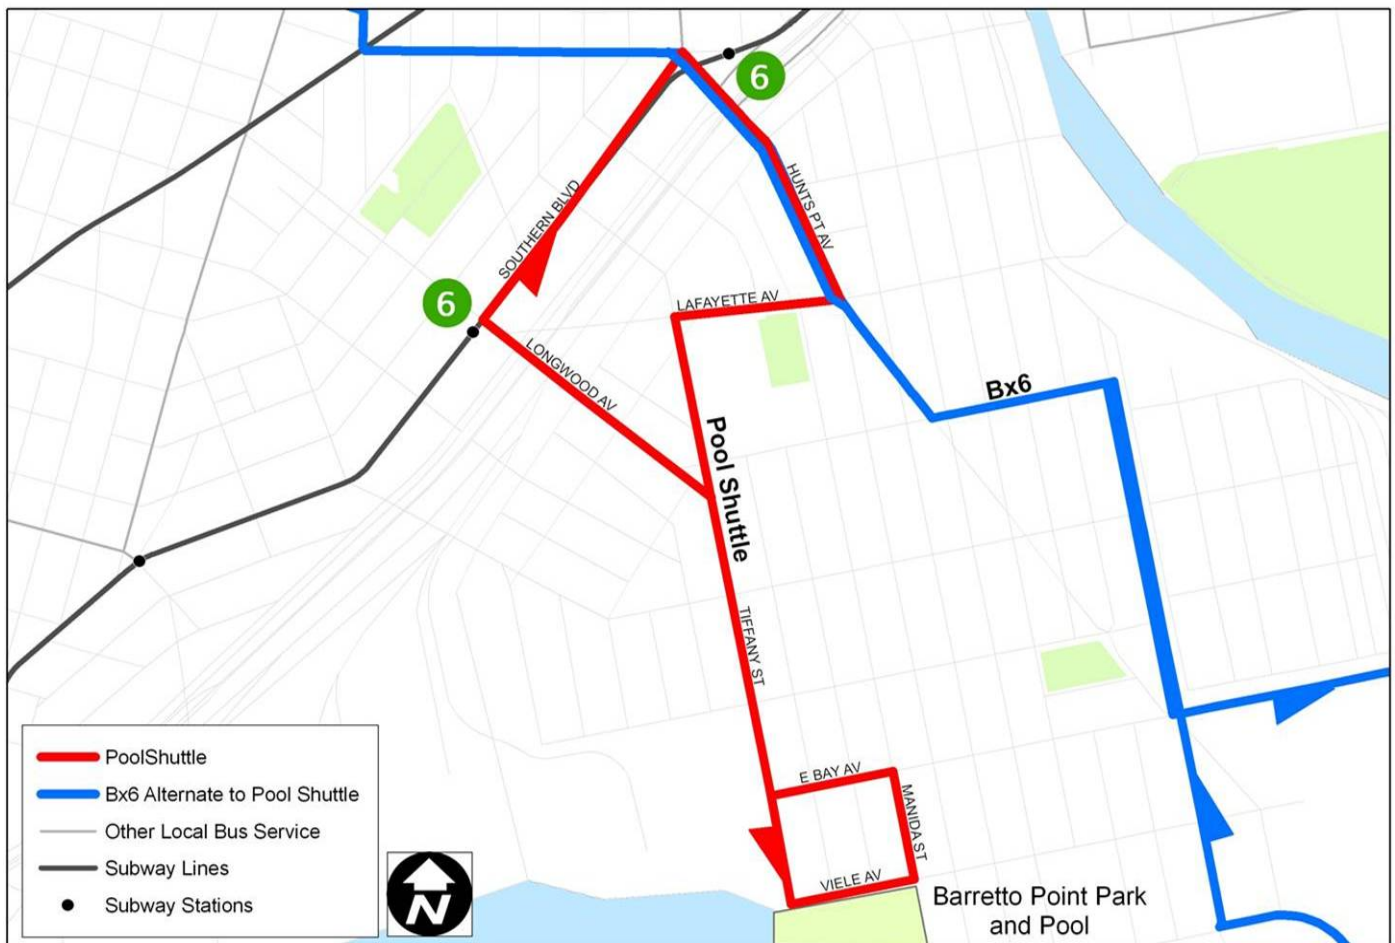 6
HUNTS PT AV
SOUTHERN BLVD
6
LAFAYETTE AV
LONGWOOD AV
Bx6
Pool Shuttle
TIFFANY ST
E BAY AV
MANIDA ST
VIELE AV
Barretto Point Park
and Pool
PoolShuttle
Bx6 Alternate to Pool Shuttle
Other Local Bus Service
Subway Lines
Subway Stations
N